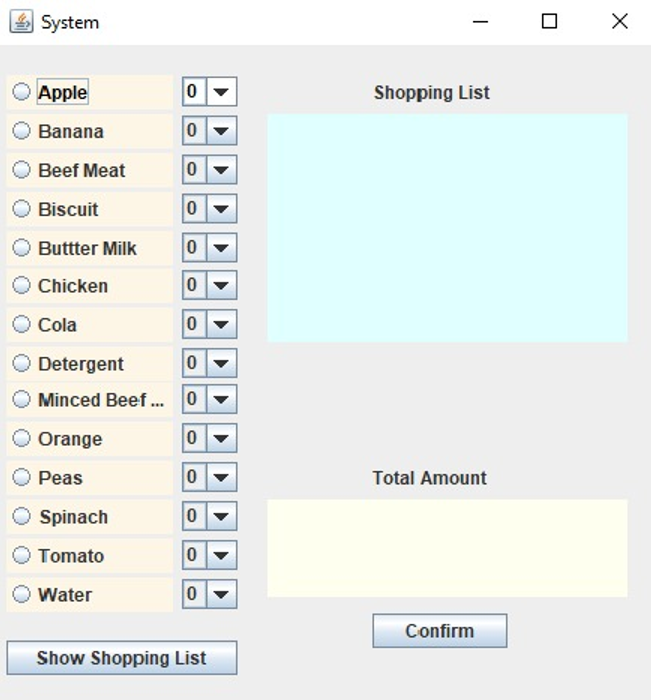 System
Apple 0
Banana 0
Beef Meat 0
Biscuit 0
Buttter Milk 0
Chicken 0
Cola 0
Detergent 0
Minced Beef ... 0
Orange 0
Peas 0
Spinach 0
Tomato 0
Water 0
Show Shopping List
Shopping List
Total Amount
Confirm